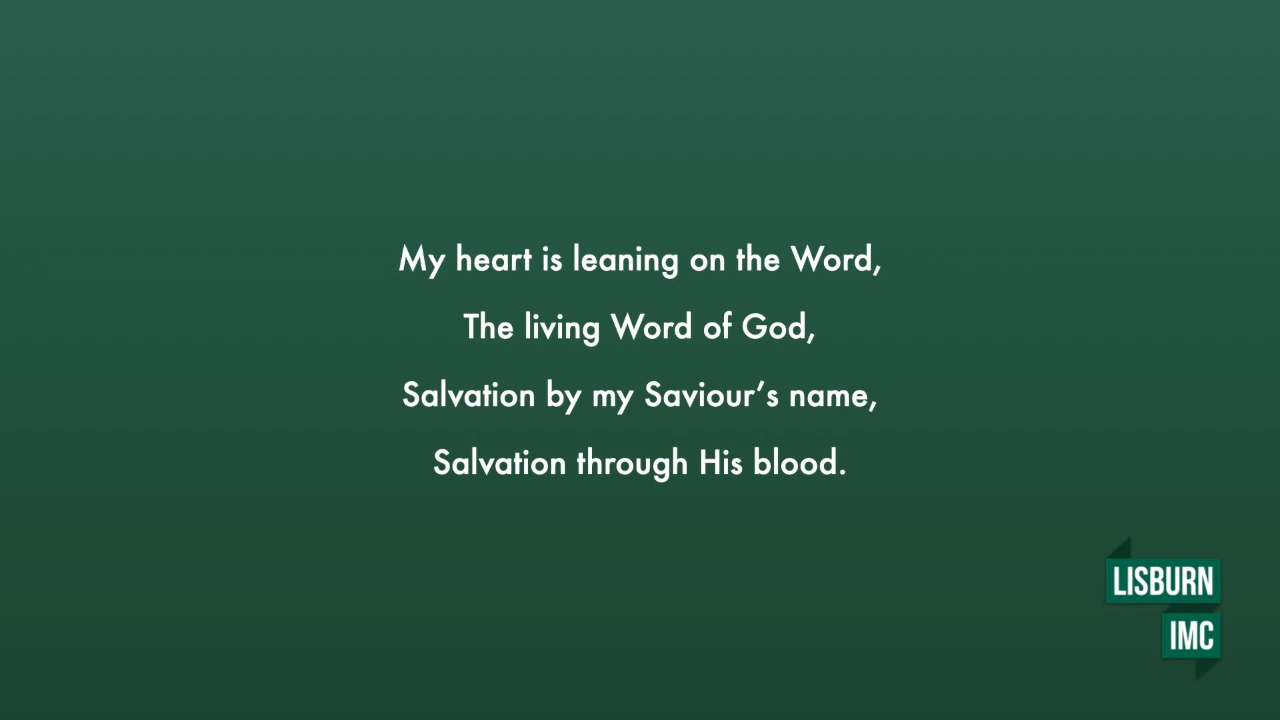 My heart is leaning on the Word,
The living Word of God,
Salvation by my Saviour’s name,
Salvation through His blood.
LISBURN
IMC